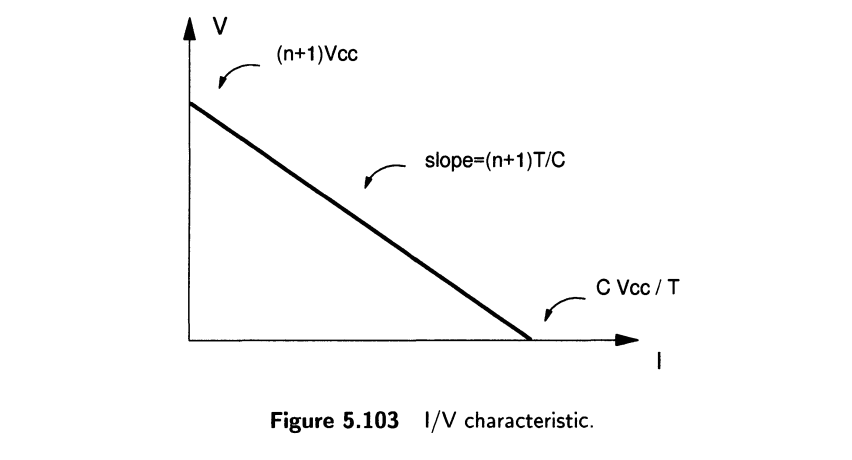 V
(n+1)Vcc
slope=(n+1)T/C
C Vcc / T
I
Figure 5.103 I/V characteristic.